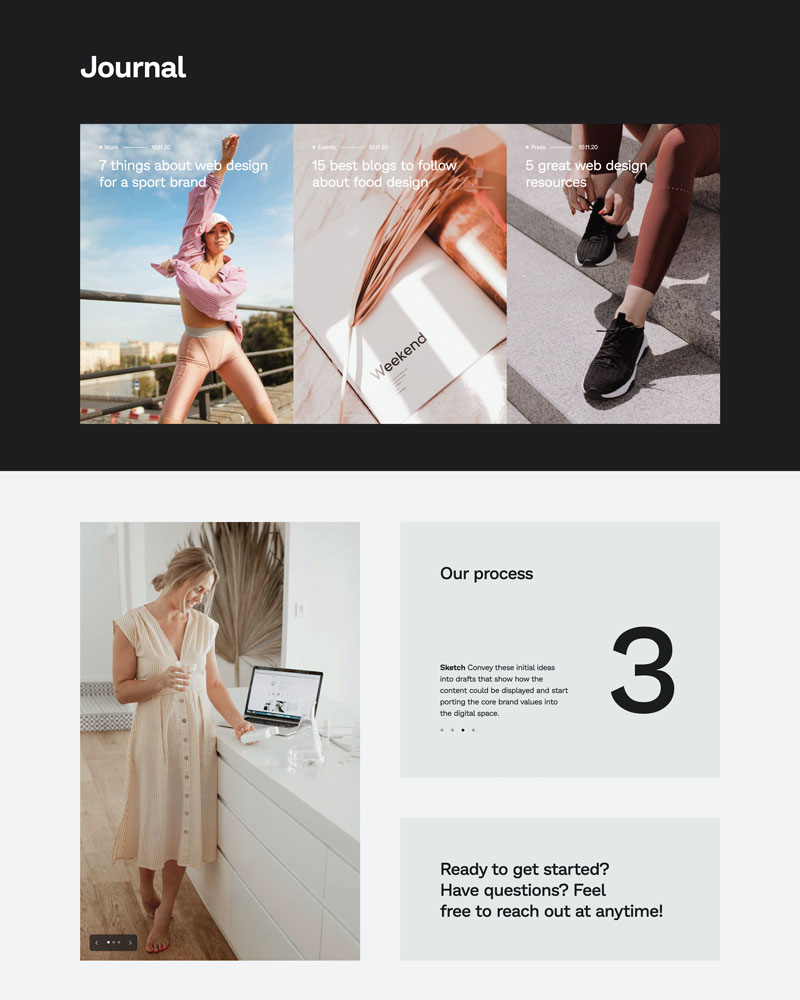 Journal
Work 10.11.20
7 things about web design
for a sport brand
Events 10.11.20
15 best blogs to follow
about food design
Weekend
Press 10.11.20
5 great web design
resources
Our process
3
Sketch Convey these initial ideas
into drafts that show how the
content could be displayed and start
porting the core brand values into
the digital space.
Ready to get started?
Have questions? Feel
free to reach out at anytime!